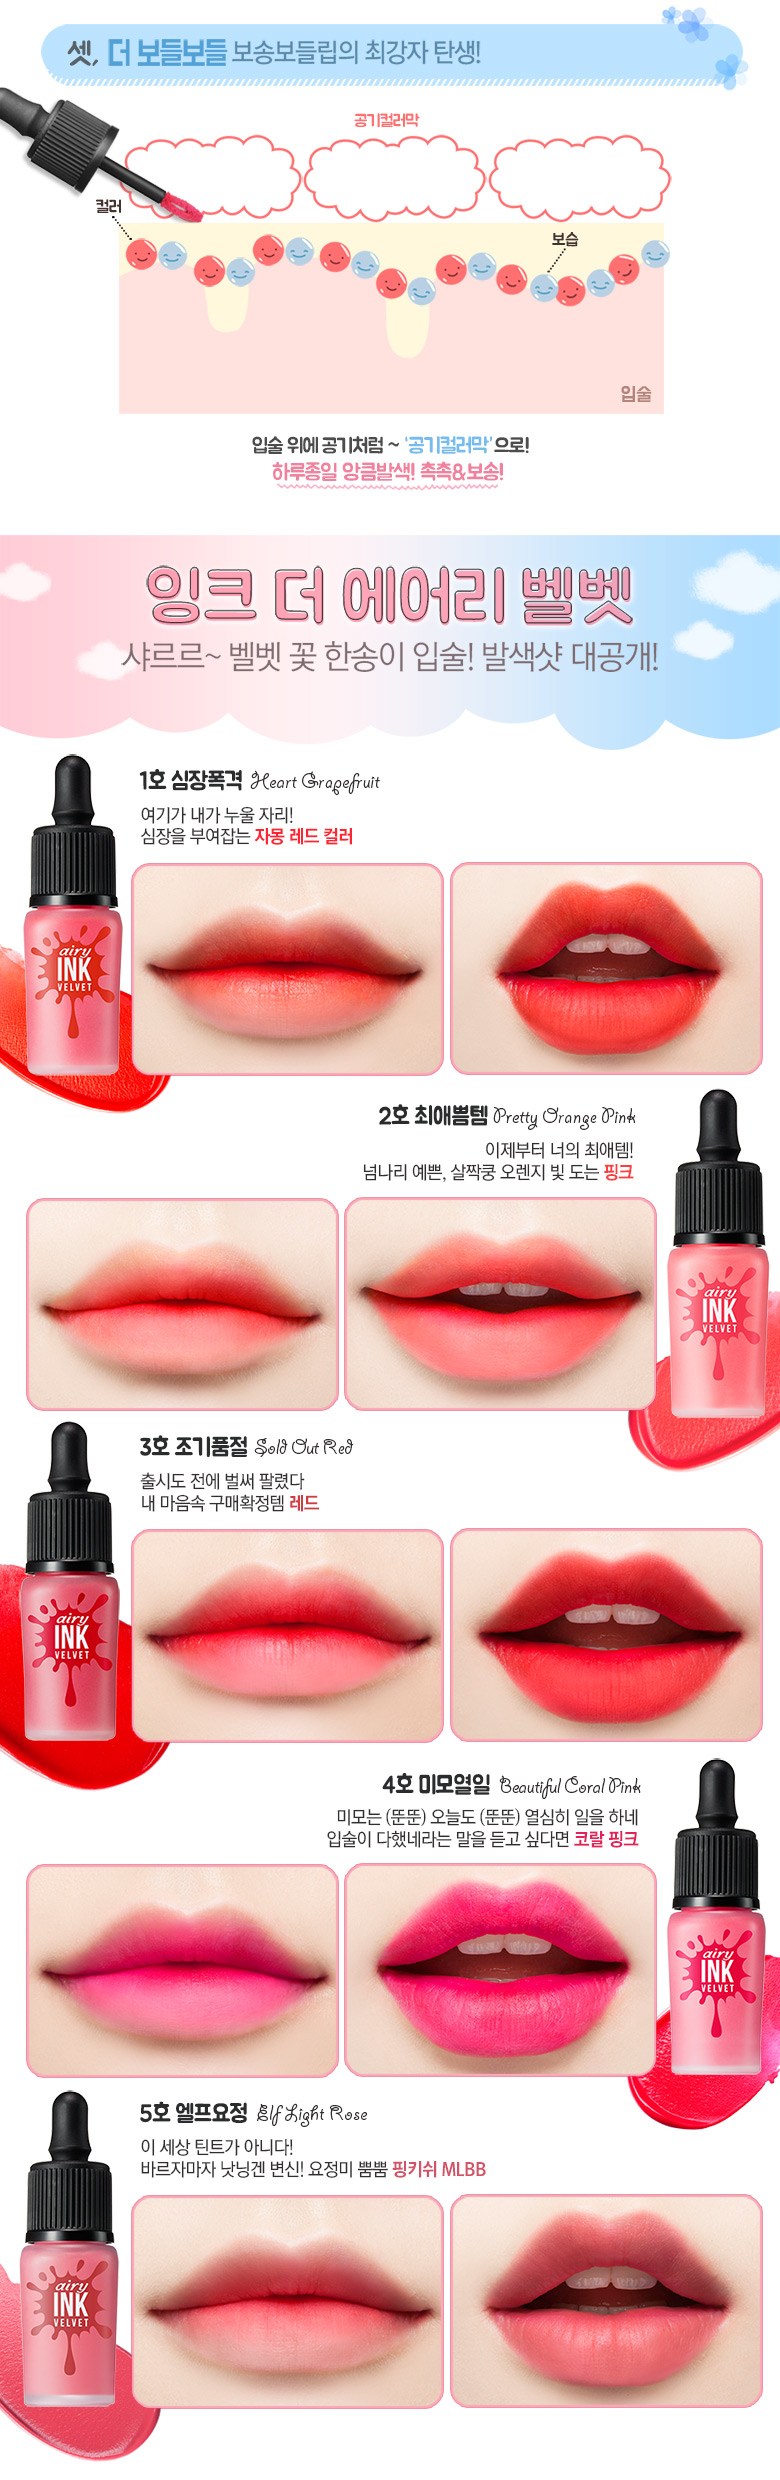 셋, 더 보들보들 보송보들립의 최강자 탄생!
공기컬러막
컬러
보습
입술
입술 위에 공기처럼 ~ '공기컬러막'으로!
하루종일 앙큼발색! 촉촉&보송!
잉크 더 에어리 벨벳
샤르르~ 벨벳 꽃 한송이 입술! 발색샷 대공개!
1호 심장폭격 Heart Grapefruit
여기가 내가 누울 자리!
심장을 부여잡는 자몽 레드 컬러
airy
INK
VELVET
2호 최애쁨템 Pretty Orange Pink
이제부터 너의 최애템!
넘나리 예쁜, 살짝쿵 오렌지 빛 도는 핑크
airy
INK
VELVET
3호 조기품절 Sold Out Red
출시도 전에 벌써 팔렸다
내 마음속 구매확정템 레드
airy
INK
VELVET
4호 미모열일 Beautiful Coral Pink
미모는 (뚠뚠) 오늘도 (뚠뚠) 열심히 일을 하네
입술이 다했네라는 말을 듣고 싶다면 코랄 핑크
airy
INK
VELVET
5호 엘프요정 Elf Light Rose
이 세상 틴트가 아니다!
바르자마자 낫닝겐 변신! 요정미 뿜뿜 핑키쉬 MLBB
airy
INK
VELVET